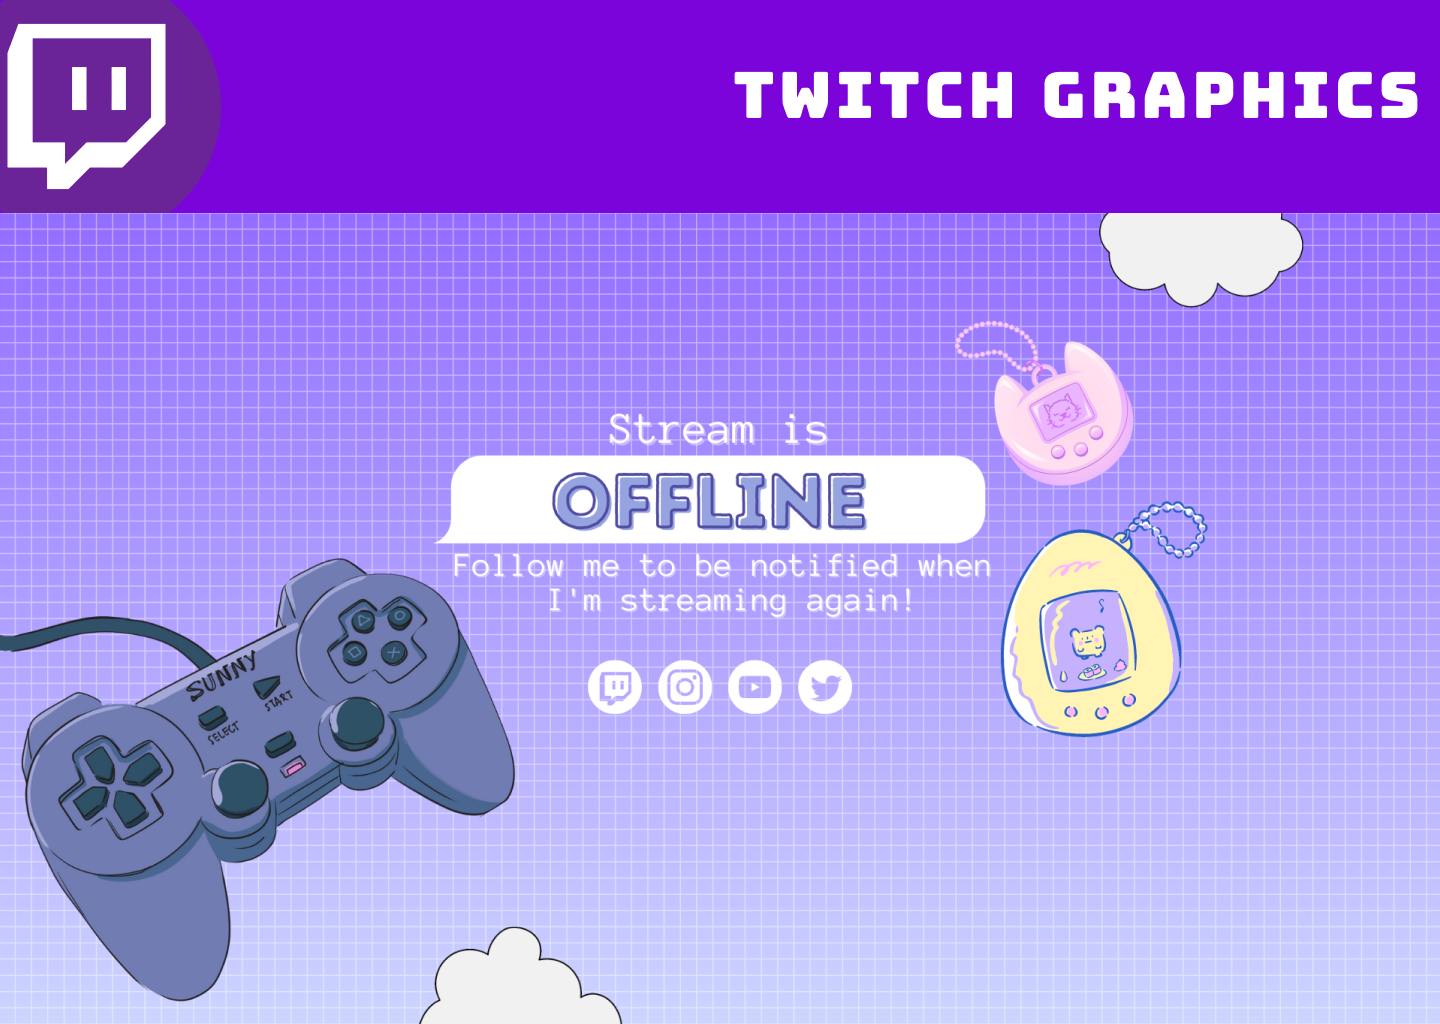 TWITCH GRAPHICS
Stream is
OFFLINE
Follow me to be notified when
I'm streaming again!
SUNNY
START
SELECT